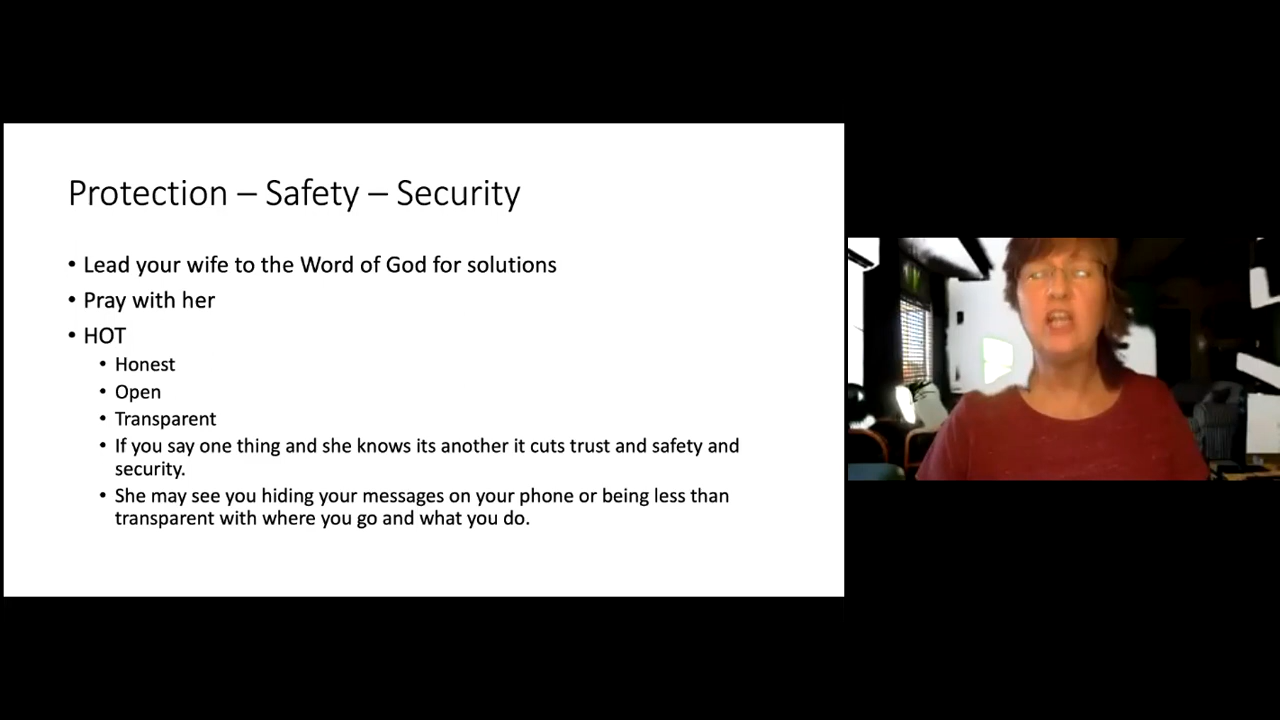 Protection – Safety – Security
• Lead your wife to the Word of God for solutions
• Pray with her
• HOT
• Honest
• Open
• Transparent
• If you say one thing and she knows its another it cuts trust and safety and
security.
• She may see you hiding your messages on your phone or being less than
transparent with where you go and what you do.